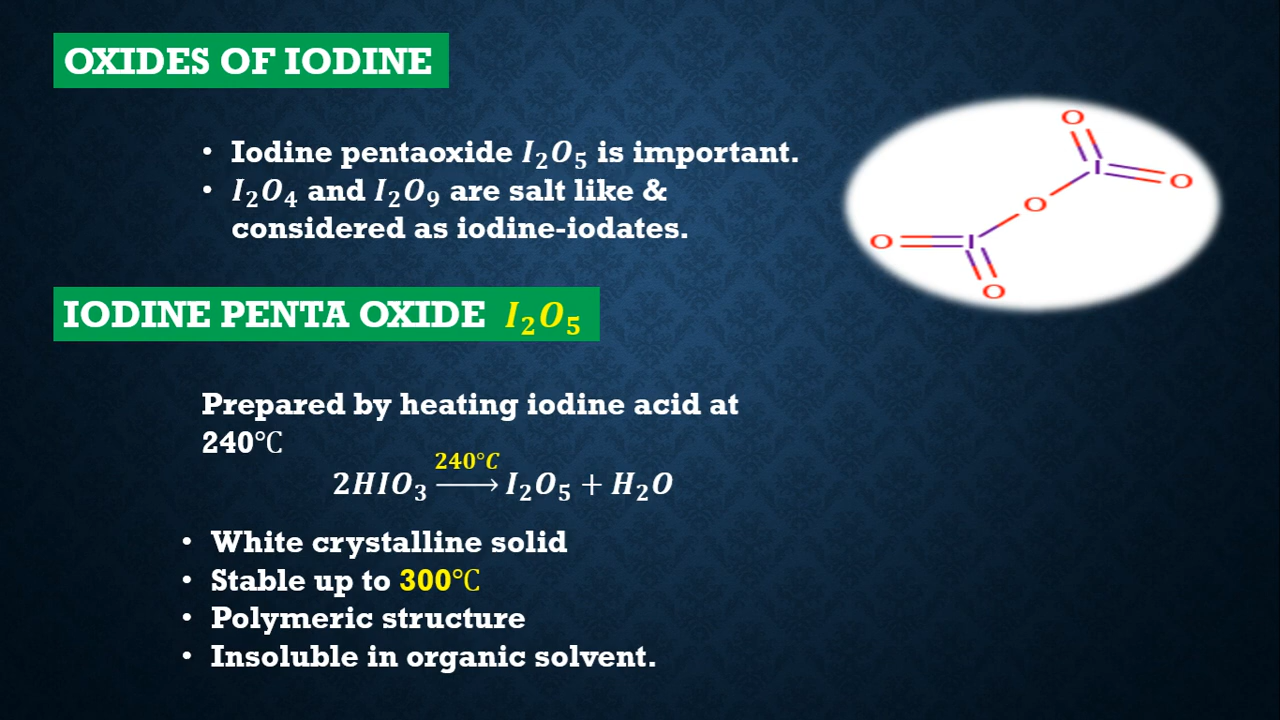 OXIDES OF IODINE
• Iodine pentaoxide I₂O₅ is important.
• I₂O₄ and I₂O₉ are salt like &
considered as iodine-iodates.
O
I
O
O
O
I
O
IODINE PENTA OXIDE I₂O₅
Prepared by heating iodine acid at
240℃
240°C
2HIO₃ ⟶ I₂O₅ + H₂O
• White crystalline solid
• Stable up to 300℃
• Polymeric structure
• Insoluble in organic solvent.